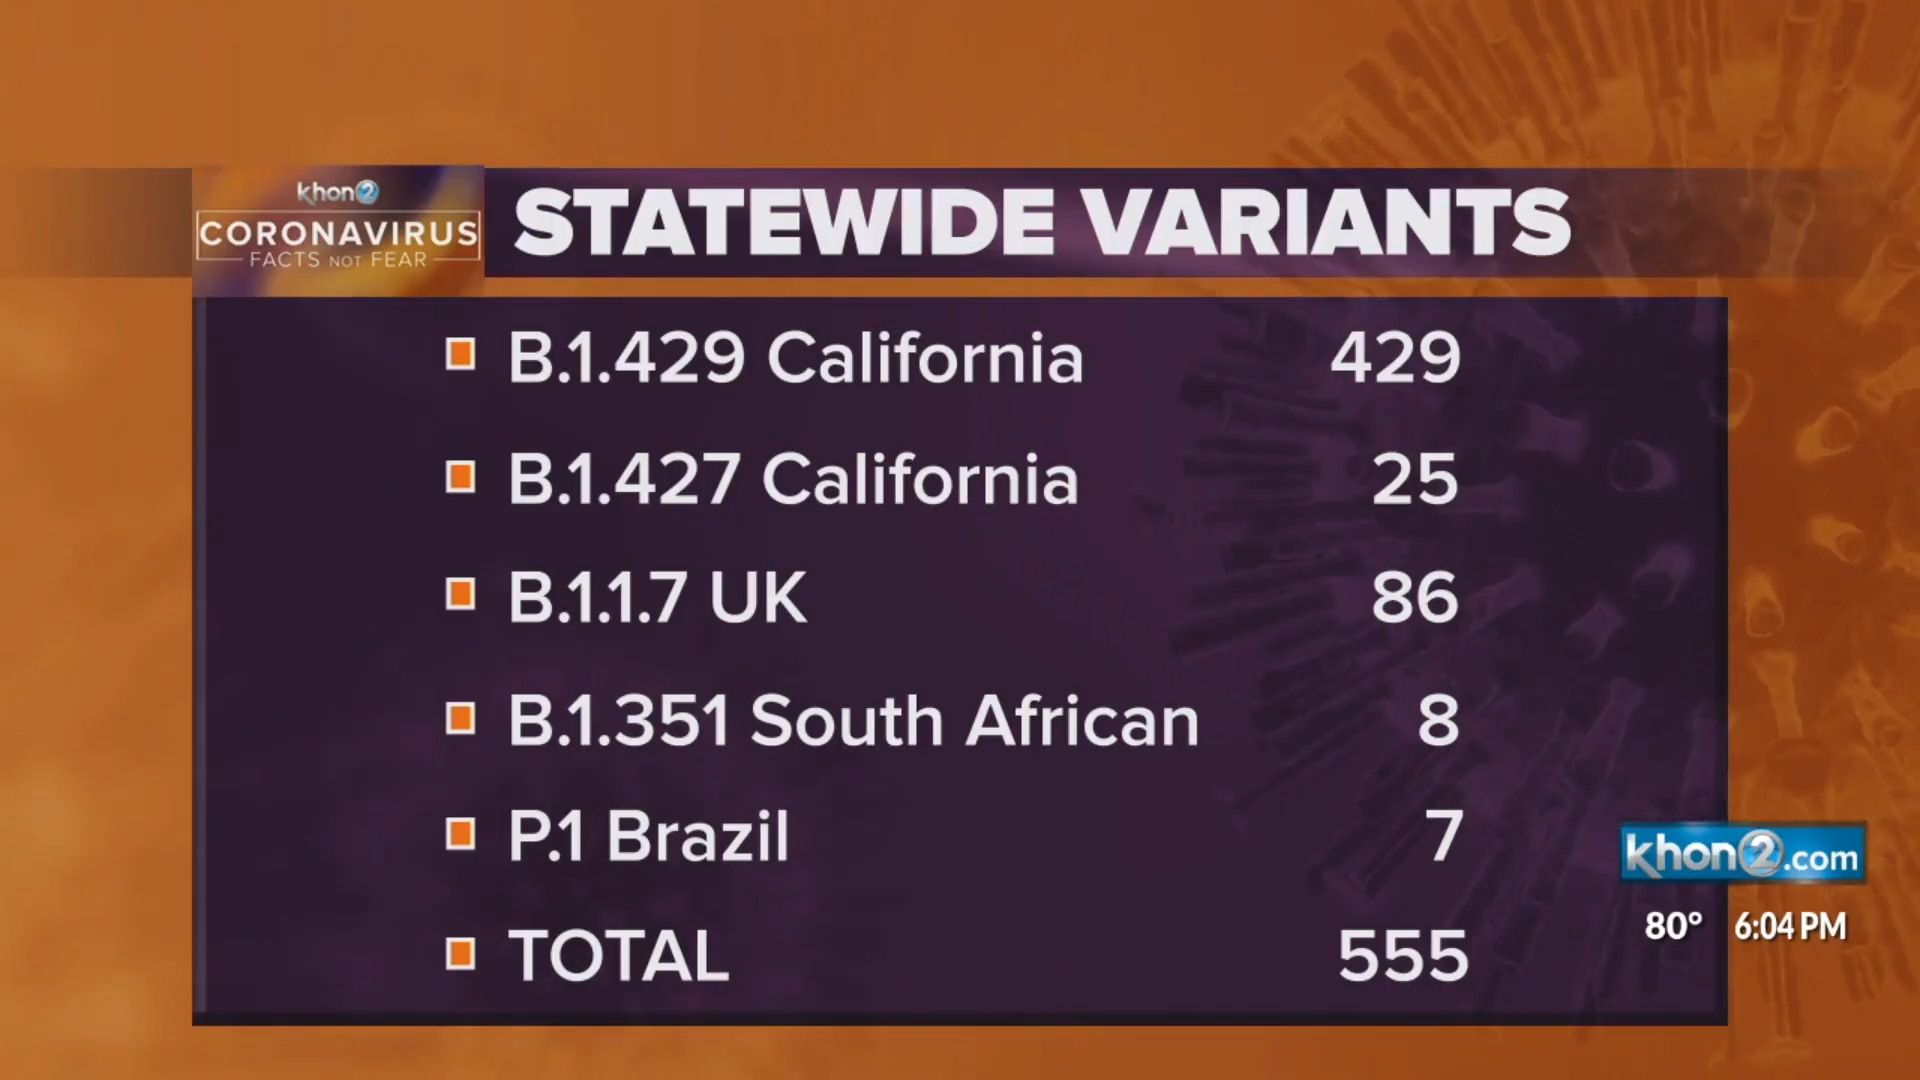 khon2
CORONAVIRUS
FACTS NOT FEAR
STATEWIDE VARIANTS
B.1.429 California 429
B.1.427 California 25
B.1.1.7 UK 86
B.1.351 South African 8
P.1 Brazil 7
TOTAL 555
khon2.com
80° 6:04 PM